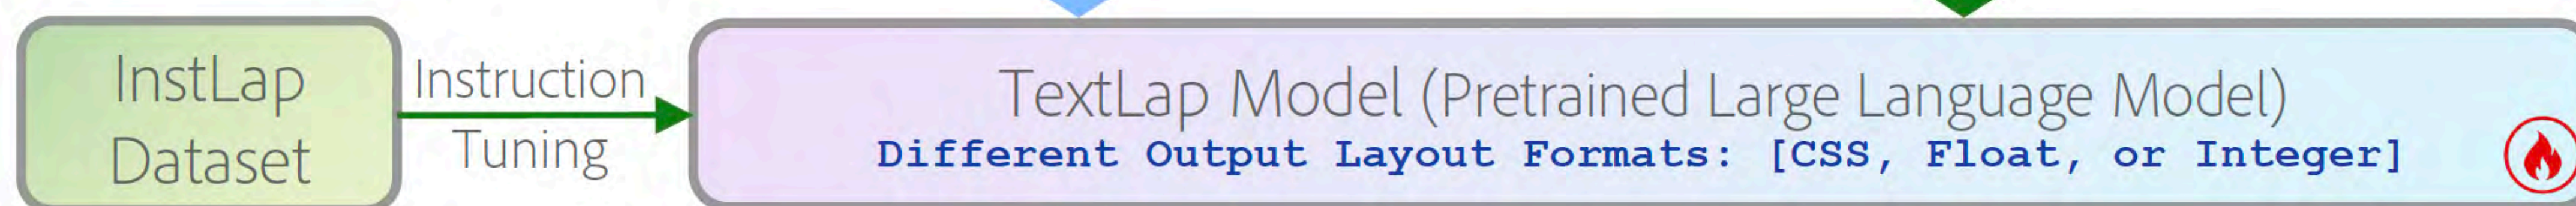 InstLap
Dataset
Instruction
Tuning
TextLap Model (Pretrained Large Language Model)
Different Output Layout Formats: [CSS, Float, or Integer]